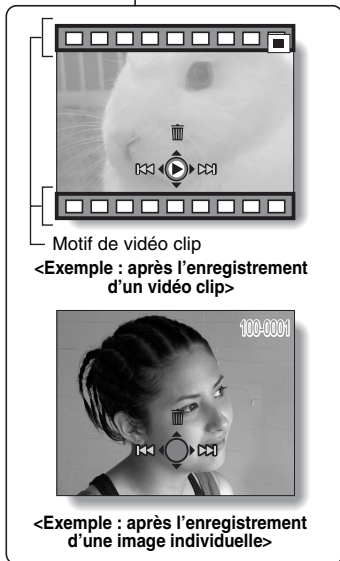 Motif de vidéo clip
<Exemple : après l’enregistrement
d’un vidéo clip>
100-0001
<Exemple : après l’enregistrement
d’une image individuelle>